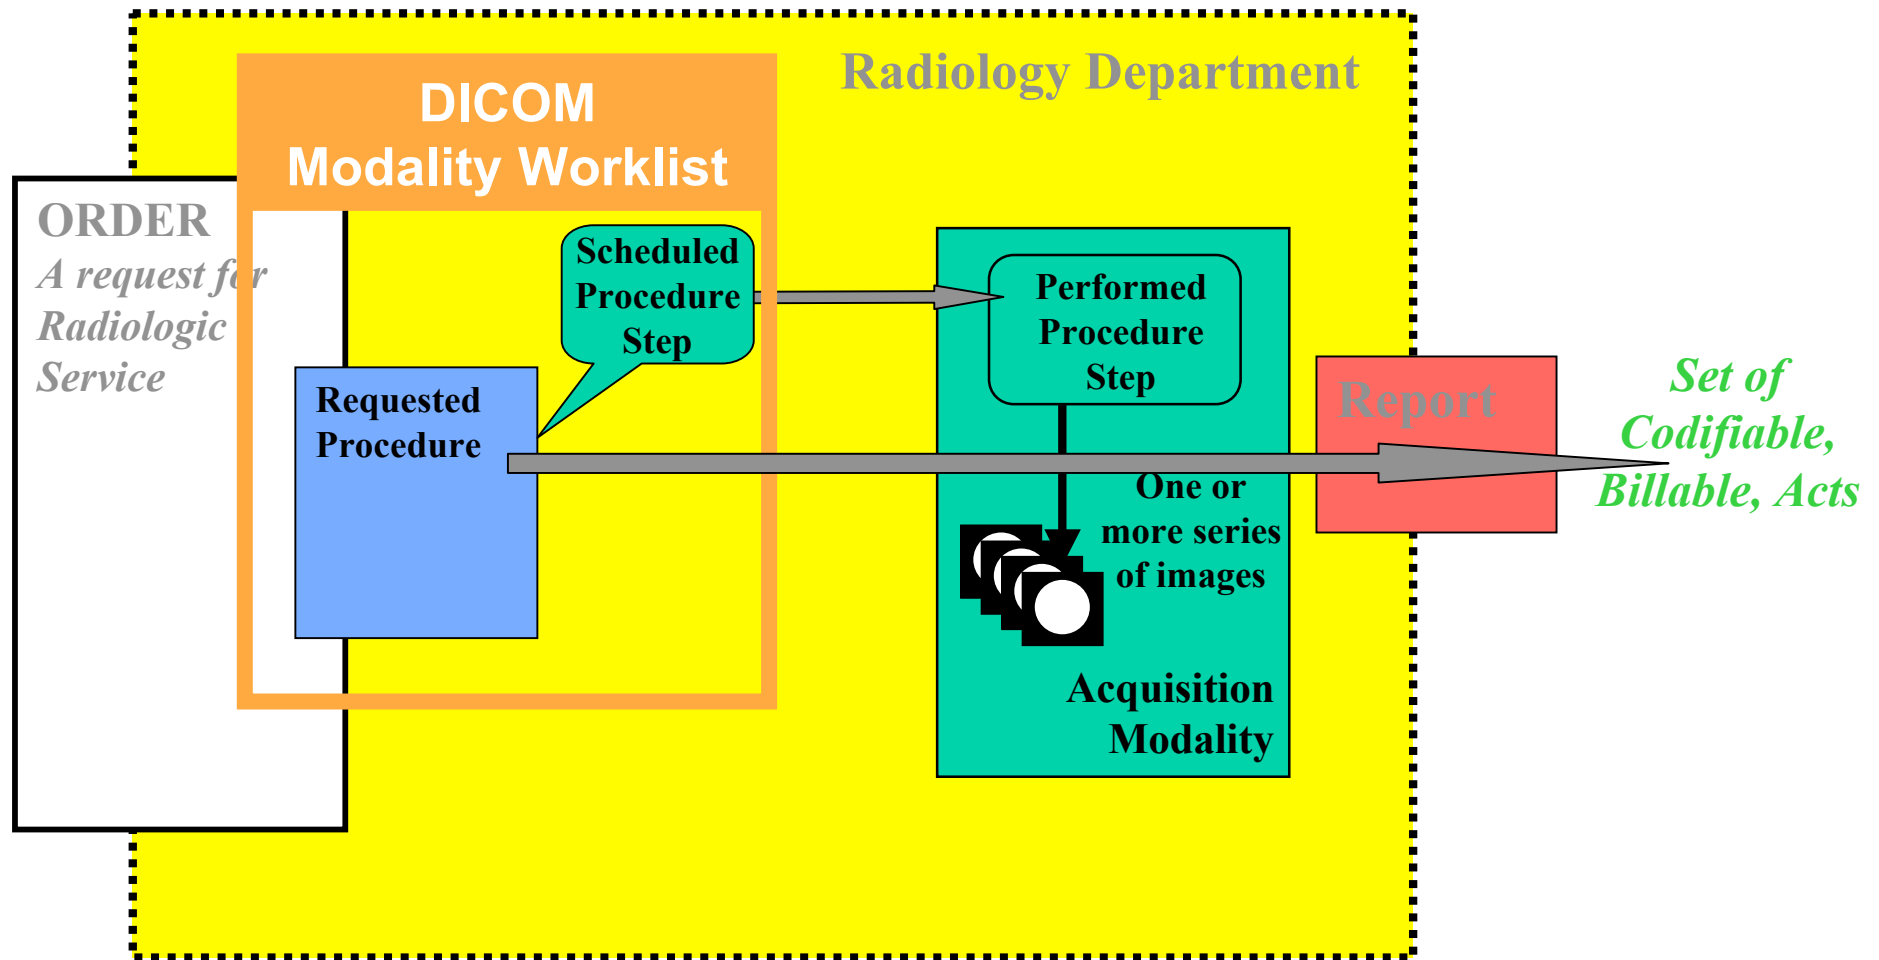 Radiology Department
DICOM
Modality Worklist
ORDER
A request for
Radiologic
Service
Scheduled
Procedure
Step
Requested
Procedure
Performed
Procedure
Step
One or
more series
of images
Acquisition
Modality
Report
Set of
Codifiable,
Billable, Acts